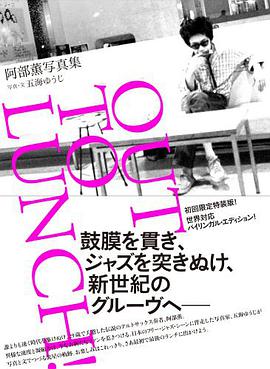 阿部薫写真集
写真・文 五海ゆうじ
OUT
TO
LUNCH!
初回限定特装版!
世界対応
バイリンガル・エディション!
鼓膜を貫き、
ジャズを突きぬけ、
新世紀の
グルーヴへ――